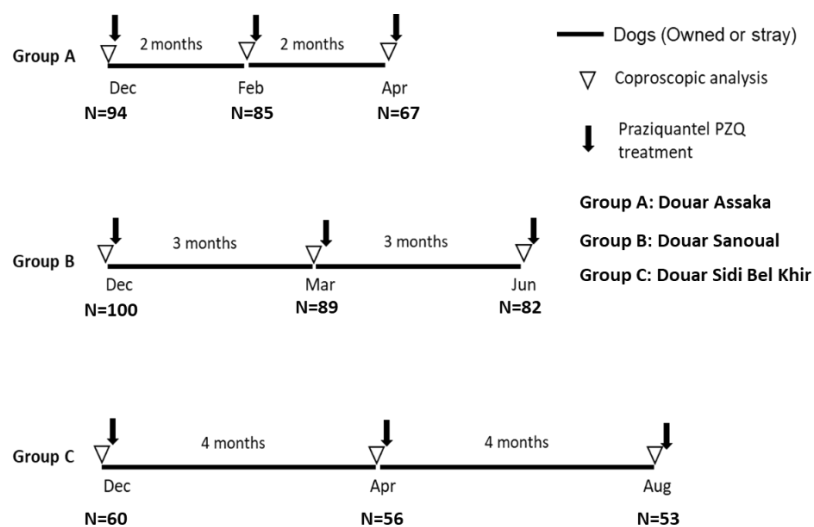 Group A
2 months
2 months
Dec
Feb
Apr
N=94
N=85
N=67
Group B
3 months
3 months
Dec
Mar
Jun
N=100
N=89
N=82
Group C
4 months
4 months
Dec
Apr
Aug
N=60
N=56
N=53
Dogs (Owned or stray)
Coproscopic analysis
Praziquantel PZQ
treatment
Group A: Douar Assaka
Group B: Douar Sanoual
Group C: Douar Sidi Bel Khir